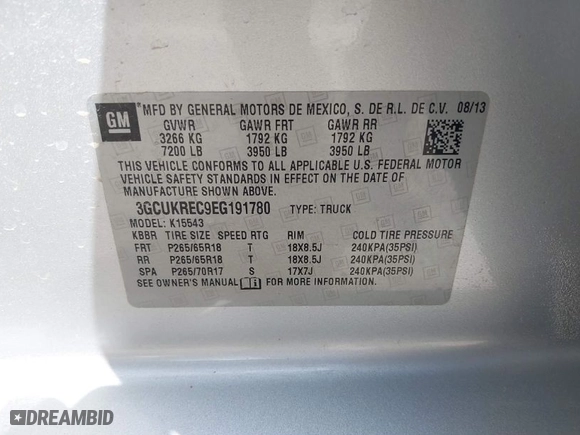 GM
MFD BY GENERAL MOTORS DE MEXICO, S. DE R.L. DE C.V. 08/13
GVWR GAWR FRT GAWR RR
3266 KG 1792 KG 1792 KG
7200 LB 3950 LB 3950 LB
THIS VEHICLE CONFORMS TO ALL APPLICABLE U.S. FEDERAL MOTOR
VEHICLE SAFETY STANDARDS IN EFFECT ON THE DATE OF
MANUFACTURE SHOWN ABOVE.
3GCUKREC9EG191780 TYPE: TRUCK
MODEL: K15543
KBBR TIRE SIZE SPEED RTG RIM COLD TIRE PRESSURE
FRT P265/65R18 T 18X8.5J 240KPA(35PSI)
RR P265/65R18 T 18X8.5J 240KPA(35PSI)
SPA P265/70R17 S 17X7J 240KPA(35PSI)
SEE OWNER'S MANUAL FOR MORE INFORMATION.
DREAMBID